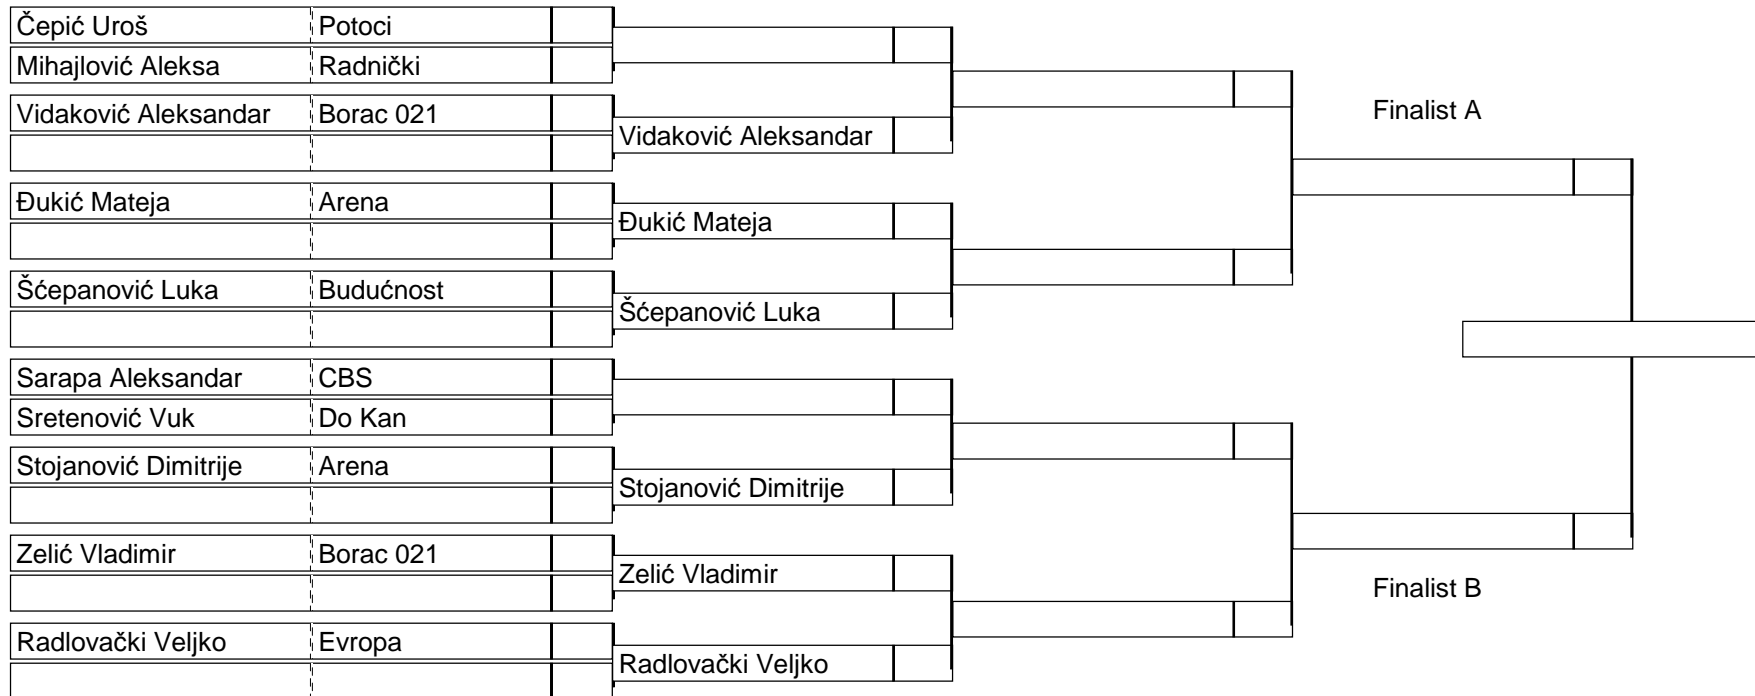 Čepić Uroš Potoci
Mihajlović Aleksa Radnički
Vidaković Aleksandar Borac 021
Vidaković Aleksandar
Đukić Mateja Arena
Đukić Mateja
Šćepanović Luka Budućnost
Šćepanović Luka
Sarapa Aleksandar CBS
Sretenović Vuk Do Kan
Stojanović Dimitrije Arena
Stojanović Dimitrije
Zelić Vladimir Borac 021
Zelić Vladimir
Radlovački Veljko Evropa
Radlovački Veljko
Finalist A
Finalist B